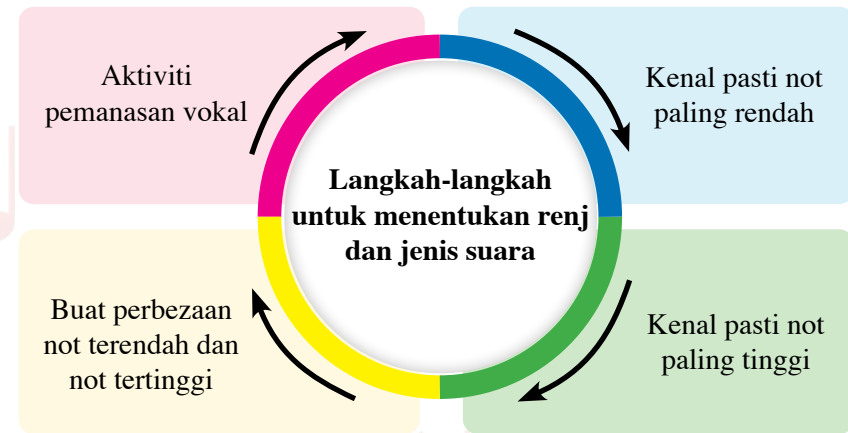 Aktiviti
pemanasan vokal
Kenal pasti not
paling rendah
Langkah-langkah
untuk menentukan renj
dan jenis suara
Buat perbezaan
not terendah dan
not tertinggi
Kenal pasti not
paling tinggi